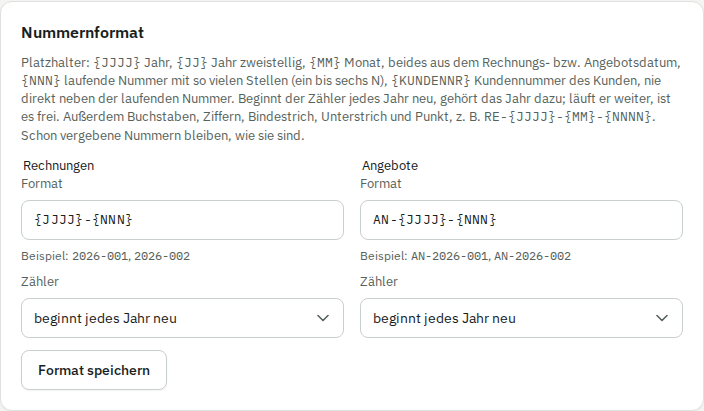 Nummernformat
Platzhalter: {JJJJ} Jahr, {JJ} Jahr zweistellig, {MM} Monat, beides aus dem Rechnungs- bzw. Angebotsdatum,
{NNN} laufende Nummer mit so vielen Stellen (ein bis sechs N), {KUNDENNR} Kundennummer des Kunden, nie
direkt neben der laufenden Nummer. Beginnt der Zähler jedes Jahr neu, gehört das Jahr dazu; läuft er weiter, ist
es frei. Außerdem Buchstaben, Ziffern, Bindestrich, Unterstrich und Punkt, z. B. RE-{JJJJ}-{MM}-{NNNN}.
Schon vergebene Nummern bleiben, wie sie sind.
Rechnungen
Format
{JJJJ}-{NNN}
Beispiel: 2026-001, 2026-002
Zähler
beginnt jedes Jahr neu
Angebote
Format
AN-{JJJJ}-{NNN}
Beispiel: AN-2026-001, AN-2026-002
Zähler
beginnt jedes Jahr neu
Format speichern